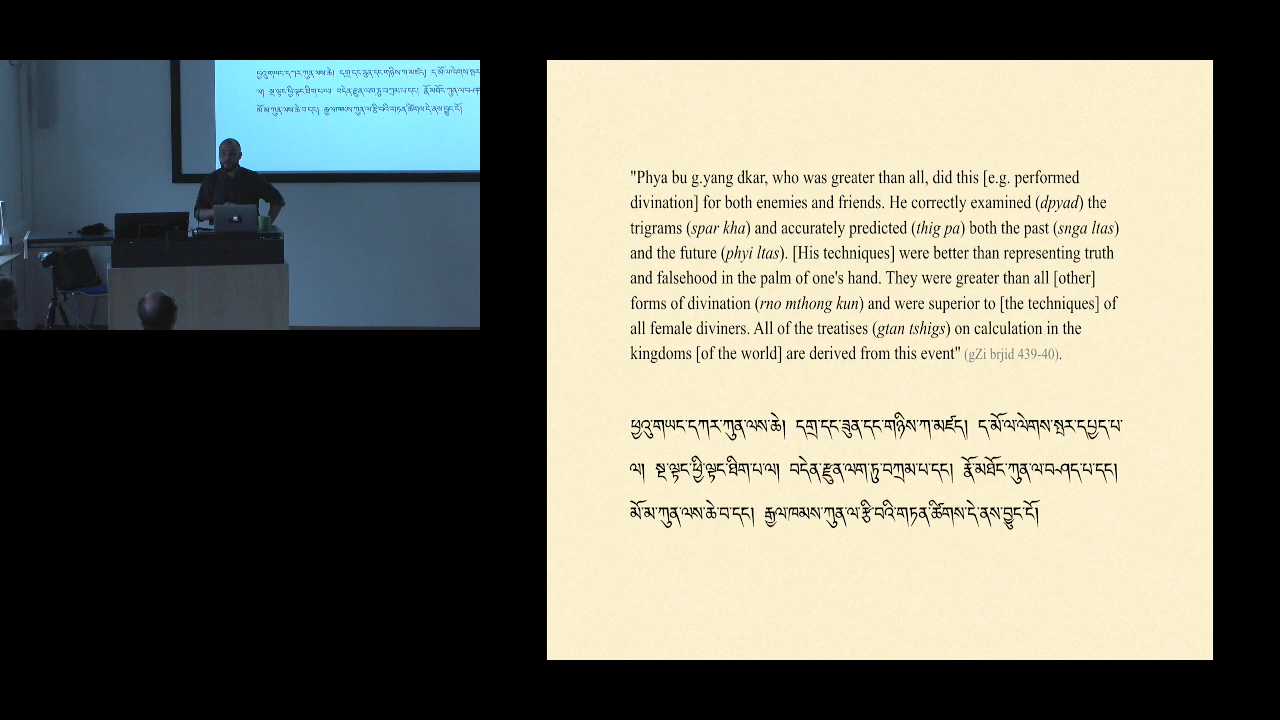 "Phya bu g.yang dkar, who was greater than all, did this [e.g. performed
divination] for both enemies and friends. He correctly examined (dpyad) the
trigrams (spar kha) and accurately predicted (thig pa) both the past (snga ltas)
and the future (phyi ltas). [His techniques] were better than representing truth
and falsehood in the palm of one's hand. They were greater than all [other]
forms of divination (rno mthong kun) and were superior to [the techniques] of
all female diviners. All of the treatises (gtan tshigs) on calculation in the
kingdoms [of the world] are derived from this event" (gZi brjid 439-40).
ཕྱའུ་གཡང་དཀར་ཀུན་ལས་ཆེ། དགྲ་དང་ཟུན་དང་གཉིས་ཀ་མཛད། ད་མོ་ལ་ལེགས་སྤར་དཔྱད་པ་
ལ། སྔ་ལྟང་ཕྱི་ལྟང་ཐིག་པ་ལ། བདེན་རྫུན་ལག་ཏུ་བཀྲམ་པ་དང། རྣོ་མཐོང་ཀུན་ལ་བ་ཤད་པ་དང།
མོ་མ་ཀུན་ལས་ཆེ་བ་དང། རྒྱལ་ཁམས་ཀུན་ལ་རྩི་བའི་གཏན་ཚིགས་དེ་ནས་བྱུང་ངོ།